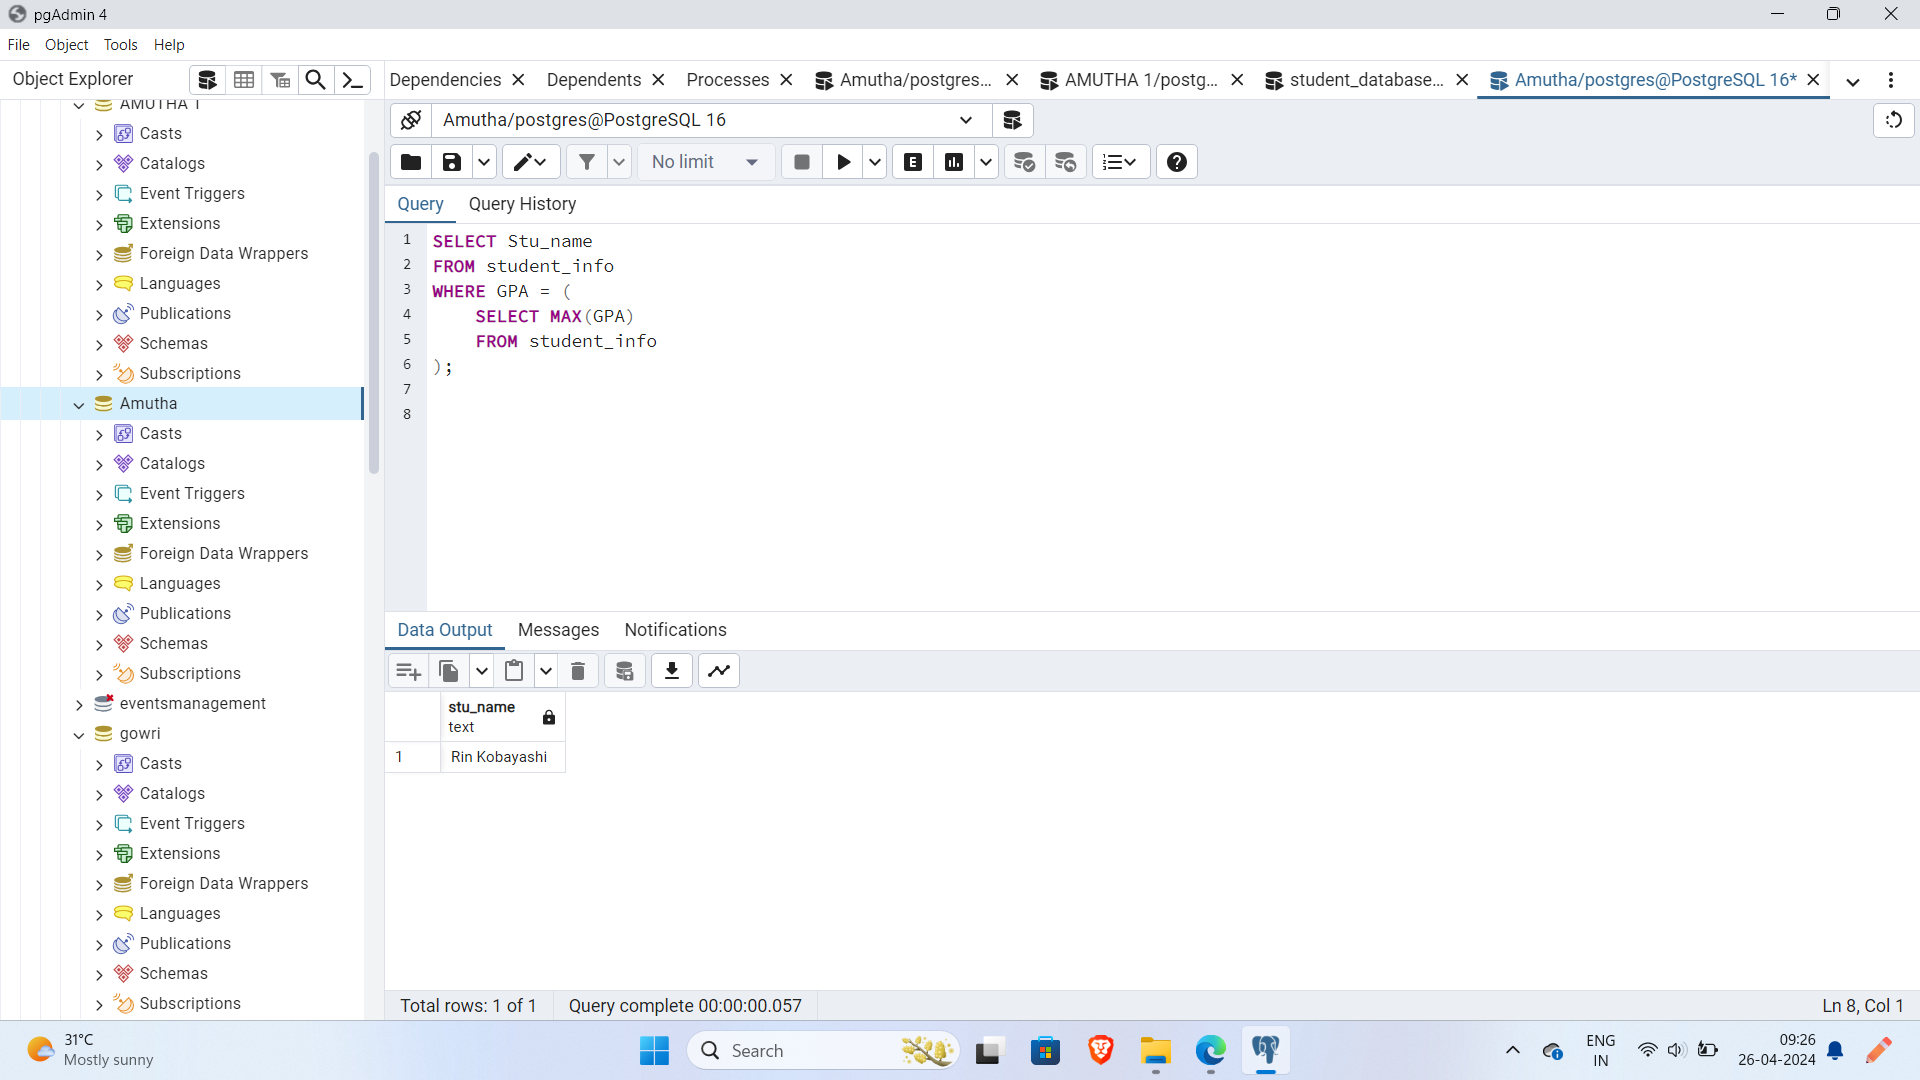 pgAdmin 4
File Object Tools Help
Object Explorer
Dependencies Dependents Processes Amutha/postgres... AMUTHA 1/postg... student_database... Amutha/postgres@PostgreSQL 16*
AMUTHA 1
Casts
Catalogs
Event Triggers
Extensions
Foreign Data Wrappers
Languages
Publications
Schemas
Subscriptions
Amutha
Casts
Catalogs
Event Triggers
Extensions
Foreign Data Wrappers
Languages
Publications
Schemas
Subscriptions
eventsmanagement
gowri
Casts
Catalogs
Event Triggers
Extensions
Foreign Data Wrappers
Languages
Publications
Schemas
Subscriptions
Amutha/postgres@PostgreSQL 16
No limit E
Query Query History
1 SELECT Stu_name
2 FROM student_info
3 WHERE GPA = (
4 SELECT MAX(GPA)
5 FROM student_info
6 );
7
8
Data Output Messages Notifications
stu_name
text
1 Rin Kobayashi
Total rows: 1 of 1 Query complete 00:00:00.057 Ln 8, Col 1
31°C
Mostly sunny
Search
ENG
IN
09:26
26-04-2024